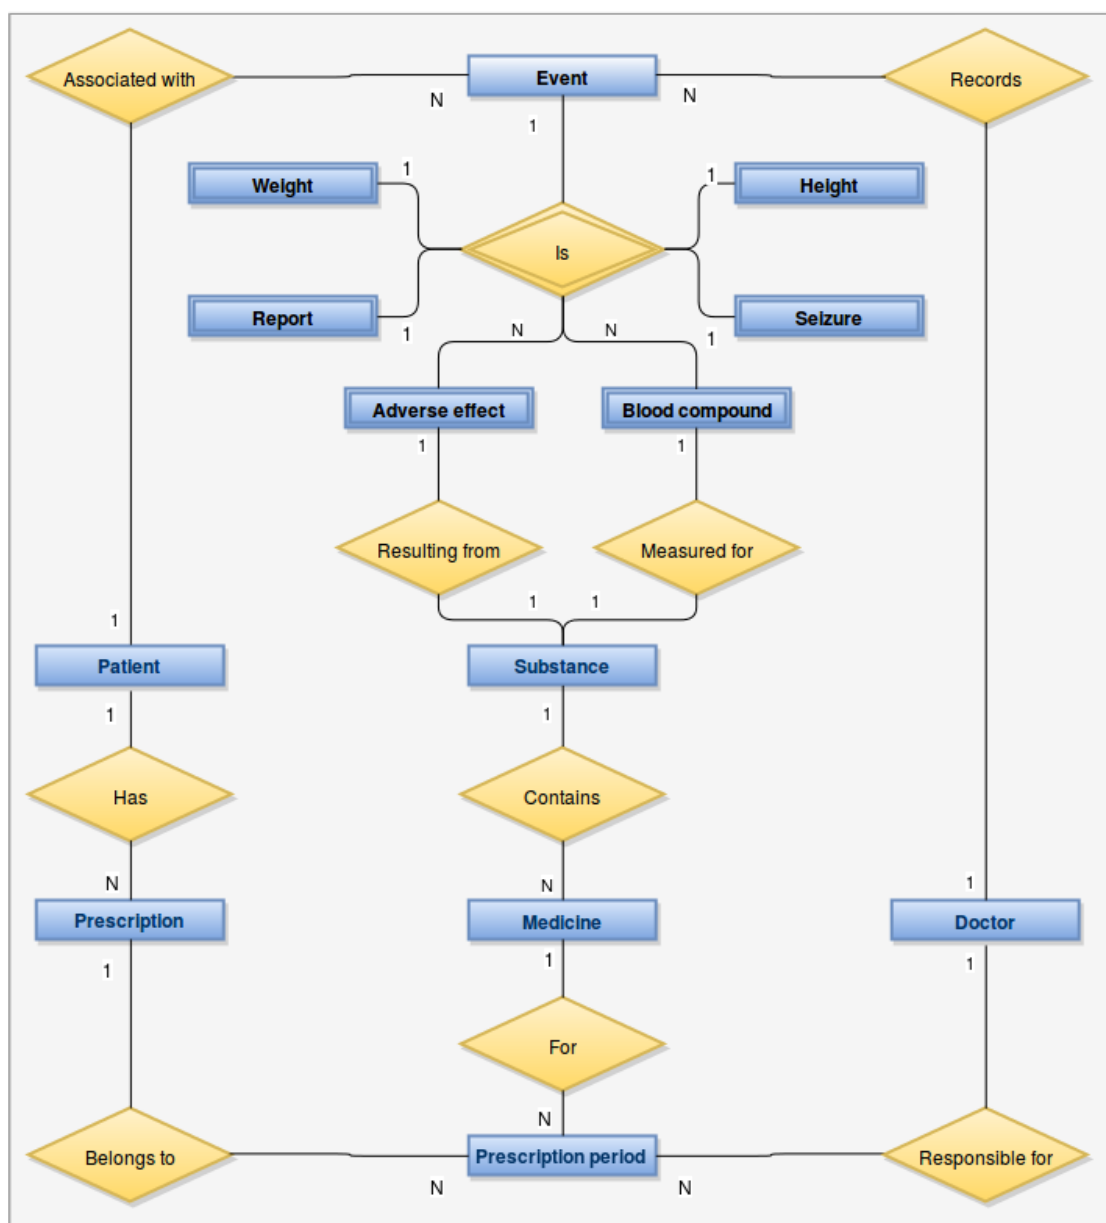 Associated with
Event
Records
N
N
1
Weight
1
1
Height
Is
Report
1
1
Seizure
N
N
Adverse effect
Blood compound
1
1
Resulting from
Measured for
1
1
1
Patient
Substance
1
1
Has
Contains
N
N
1
Prescription
Medicine
Doctor
1
1
1
For
N
Belongs to
Prescription period
Responsible for
N
N